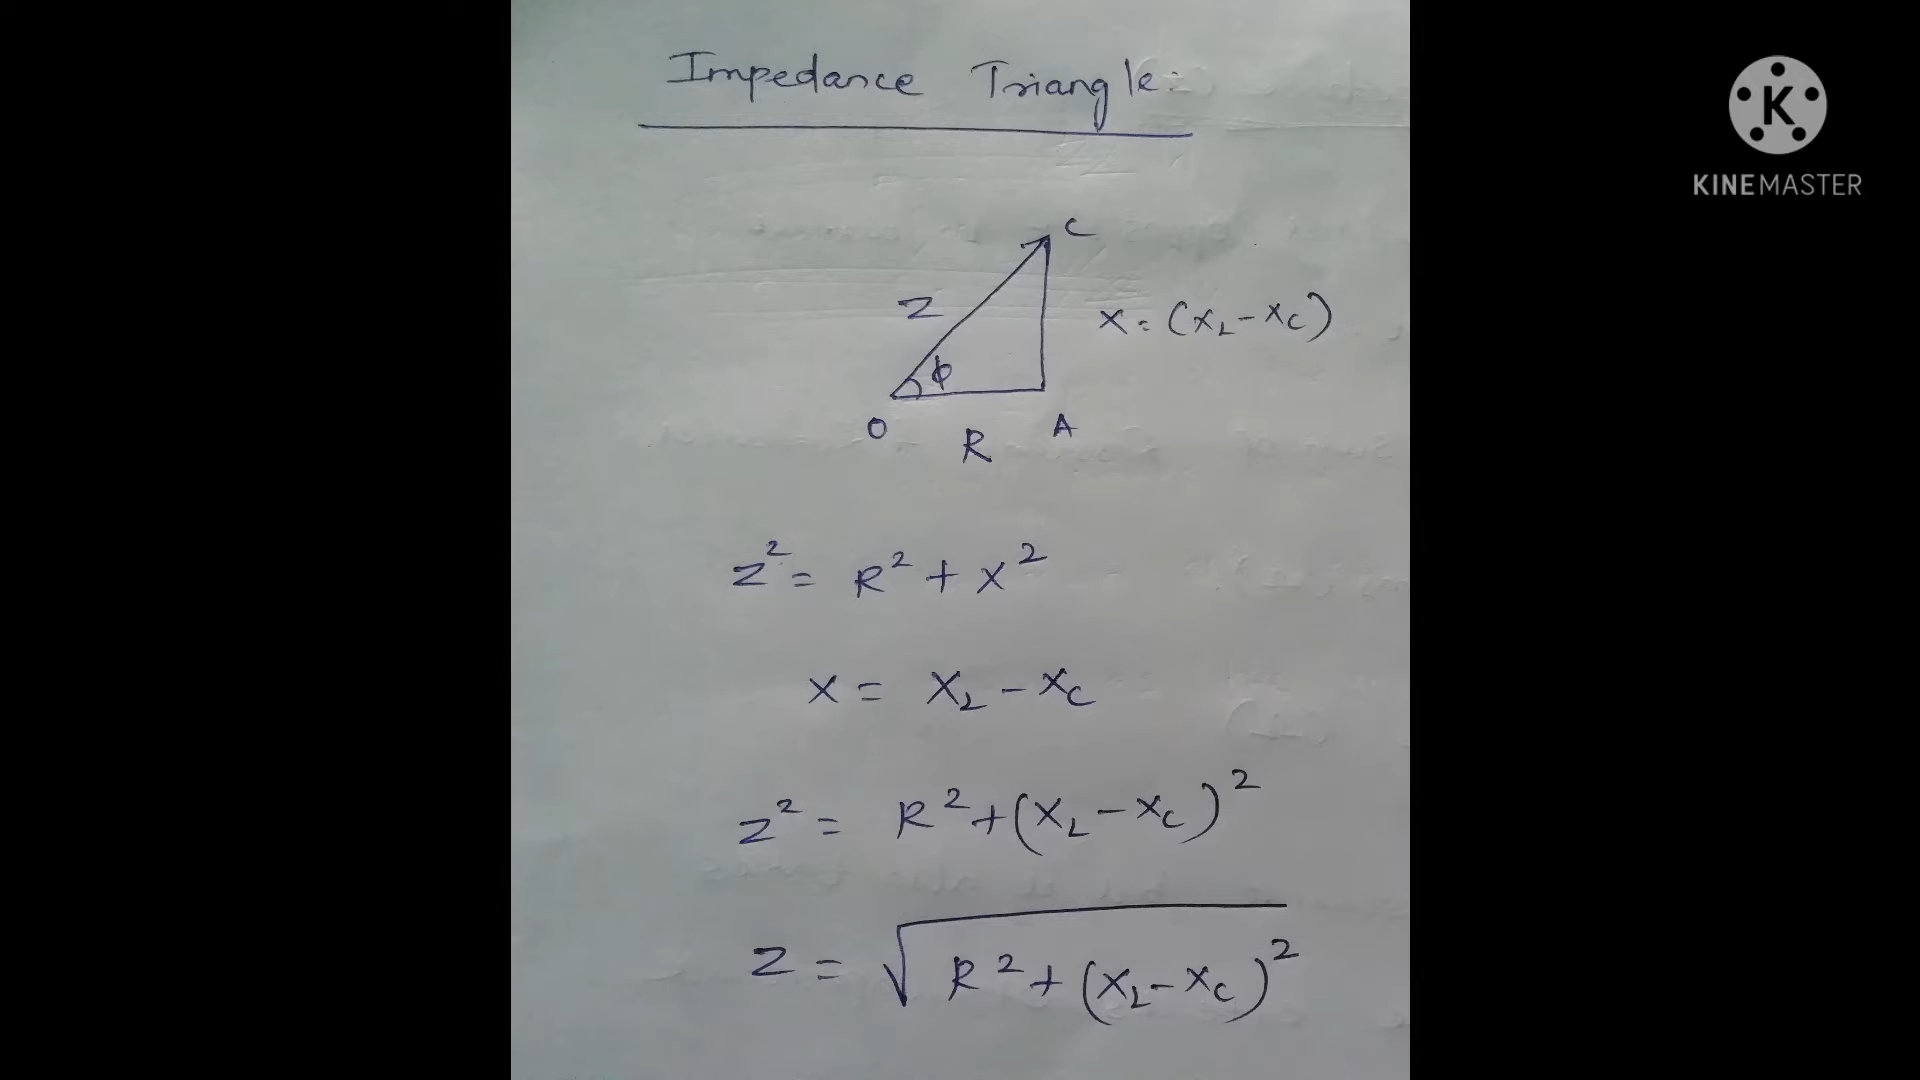 Impedance Triangle:
C
Z
X = (XL - XC)
ϕ
O
A
R
Z² = R² + X²
X = XL - XC
Z² = R² + (XL - XC)²
Z = √R² + (XL - XC)²
K
KINEMASTER